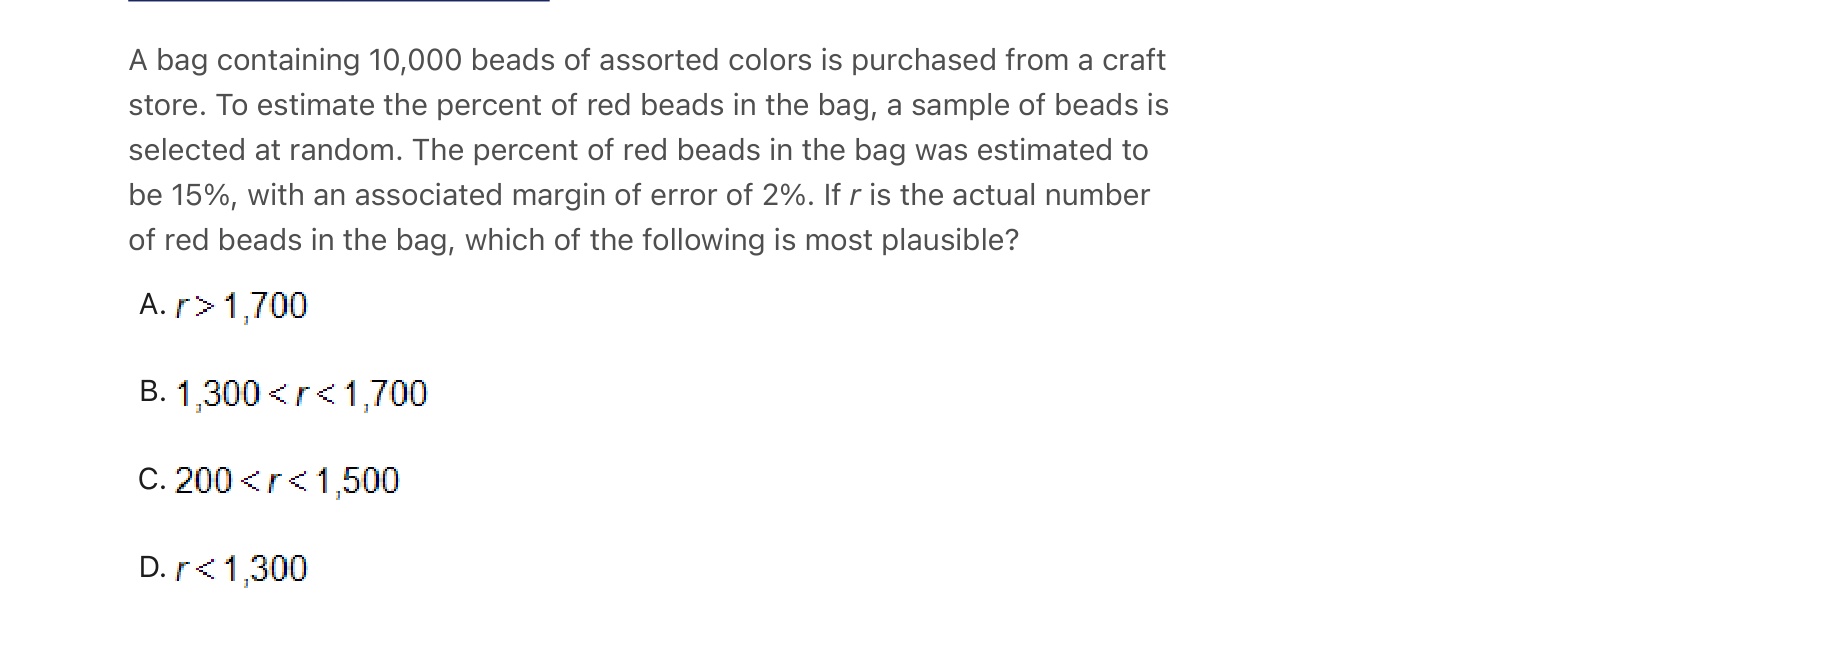 A bag containing 10,000 beads of assorted colors is purchased from a craft
store. To estimate the percent of red beads in the bag, a sample of beads is
selected at random. The percent of red beads in the bag was estimated to
be 15%, with an associated margin of error of 2%. If r is the actual number
of red beads in the bag, which of the following is most plausible?
A. r > 1,700
B. 1,300 < r < 1,700
C. 200 < r < 1,500
D. r < 1,300